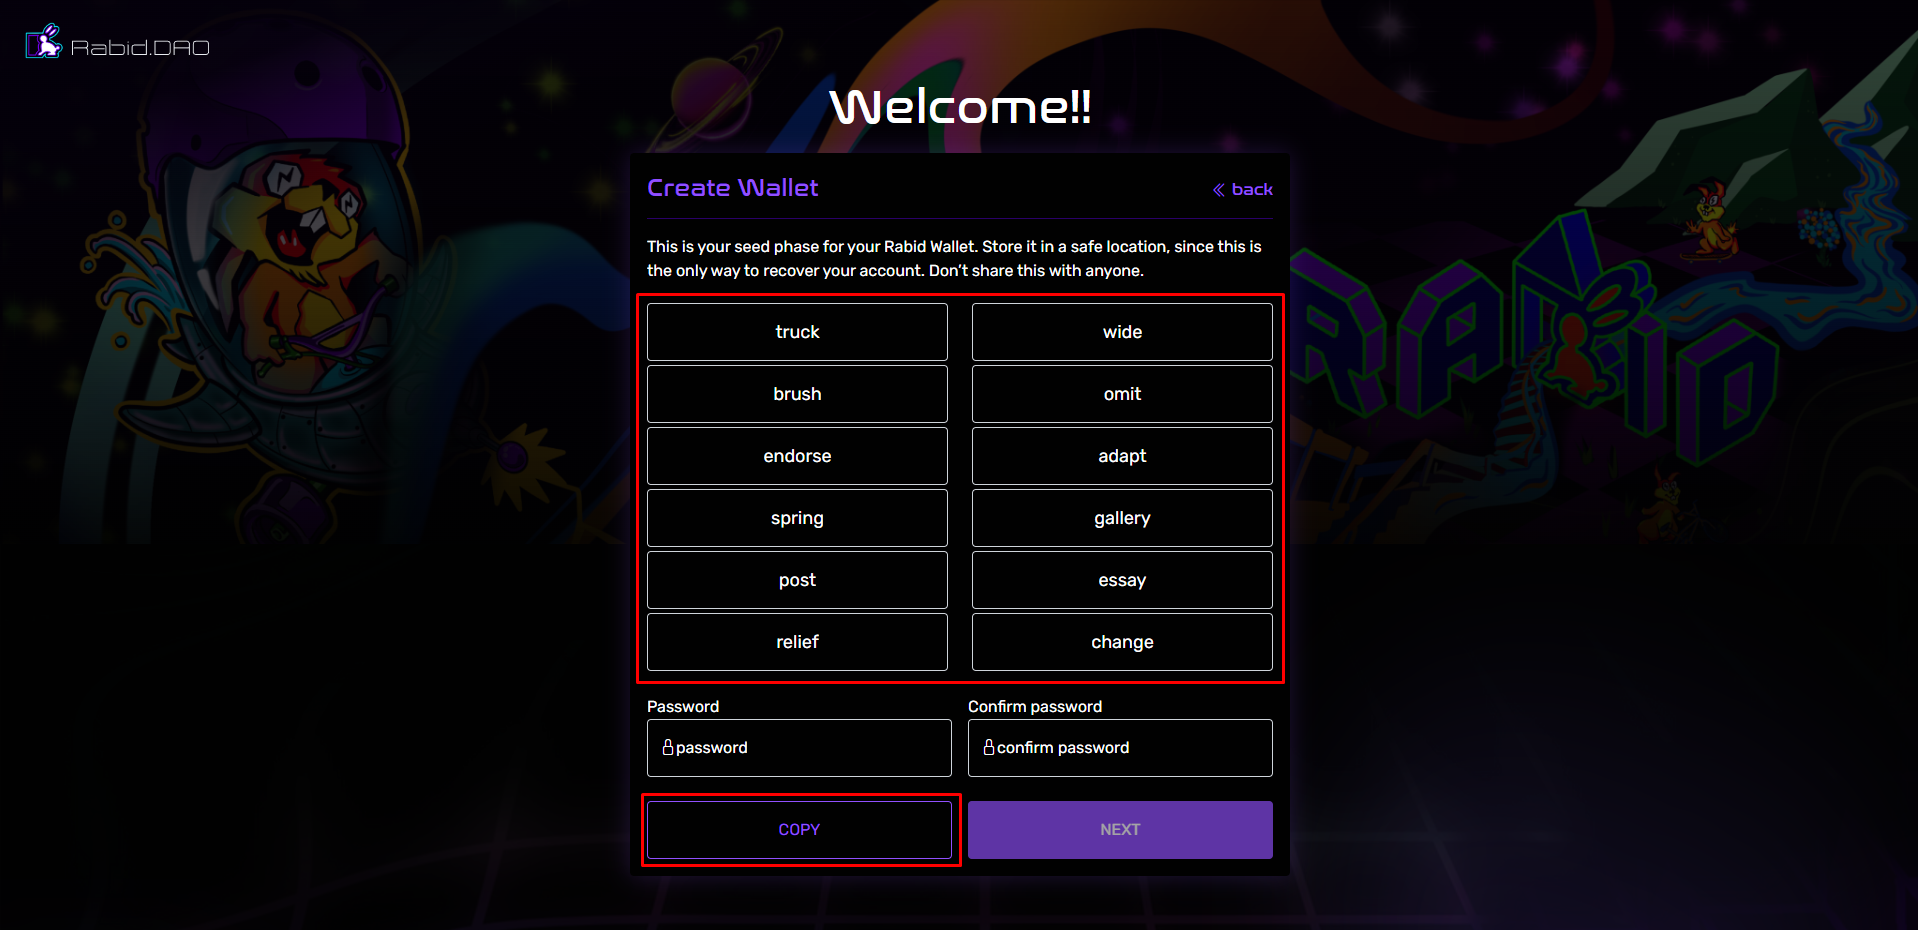 Rabid.DAO
Welcome!!
Create Wallet
« back
This is your seed phase for your Rabid Wallet. Store it in a safe location, since this is
the only way to recover your account. Don’t share this with anyone.
truck
wide
brush
omit
endorse
adapt
spring
gallery
post
essay
relief
change
Password
Confirm password
password
confirm password
COPY
NEXT
RABID